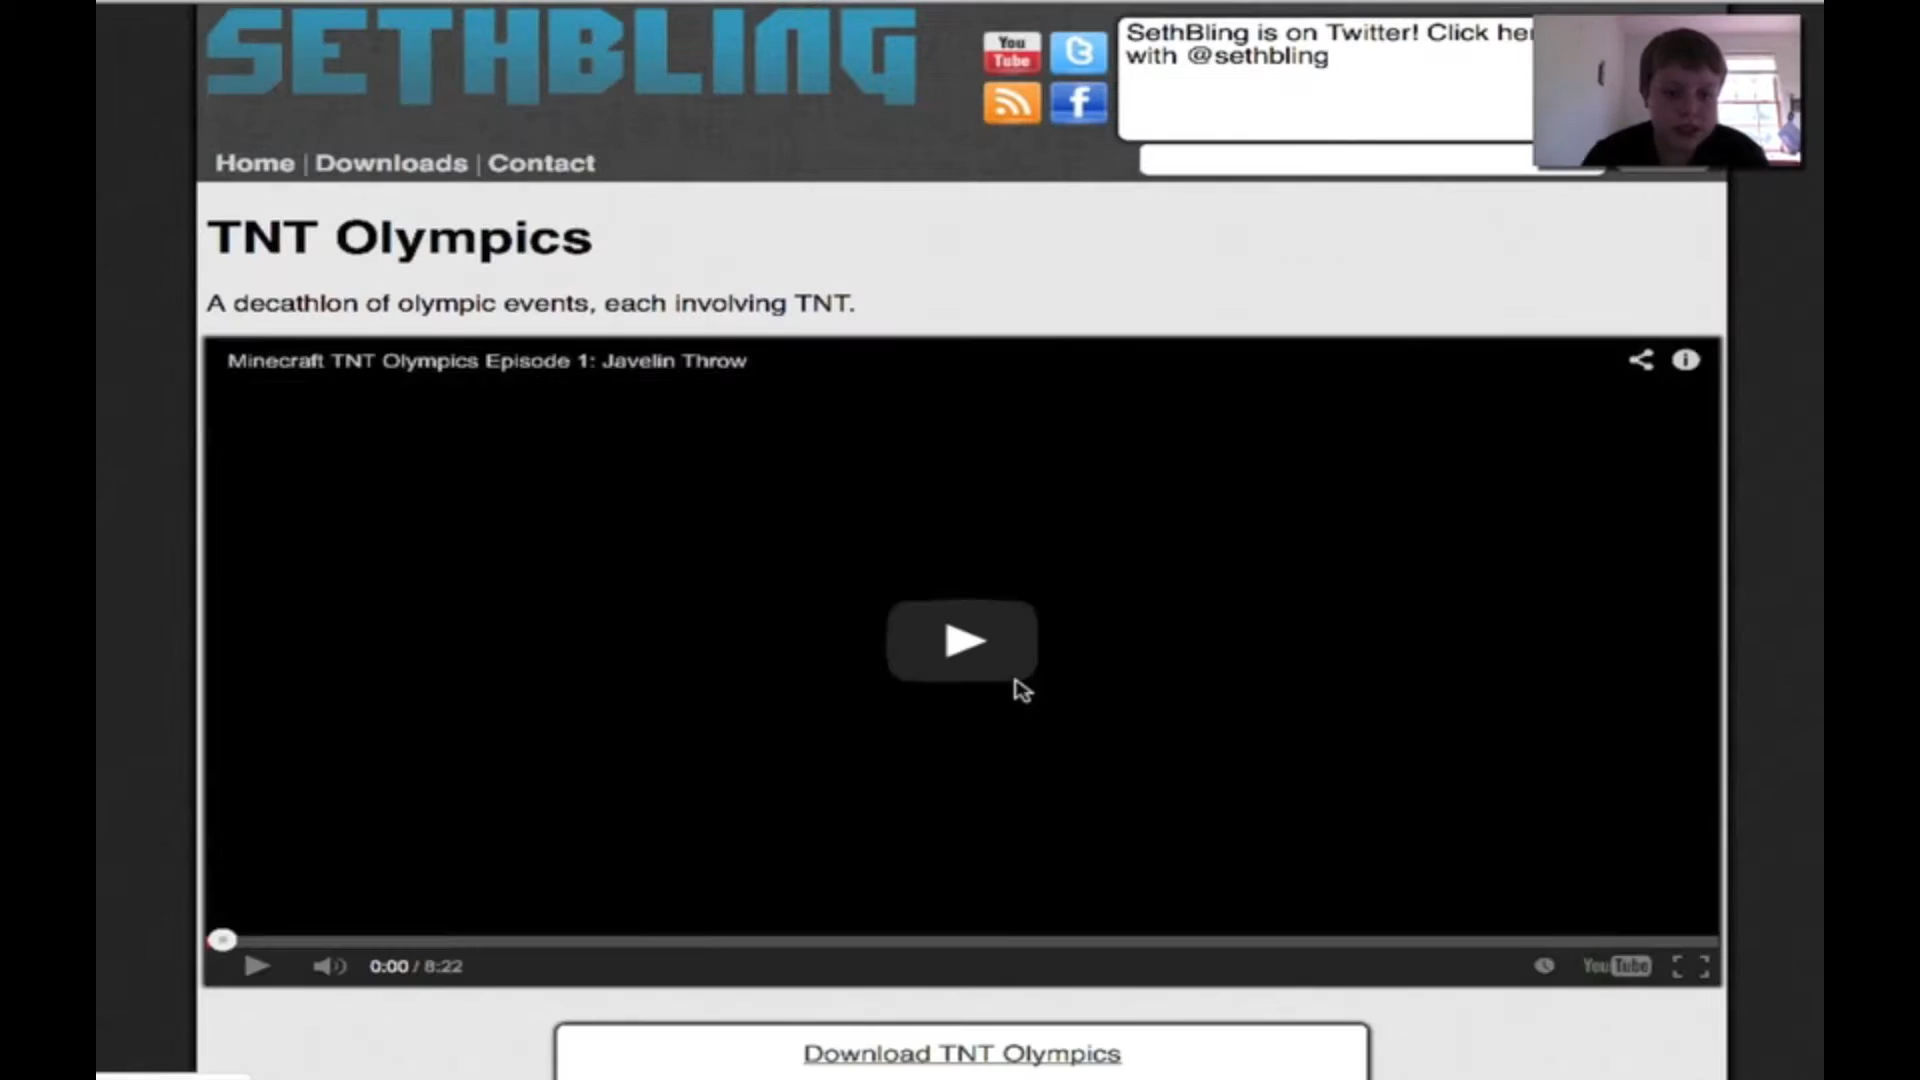 SETHBLING
You
Tube
SethBling is on Twitter! Click
with @sethbling
Home | Downloads | Contact
TNT Olympics
A decathlon of olympic events, each involving TNT.
Minecraft TNT Olympics Episode 1: Javelin Throw
0:00 / 8:22
YouTube
Download TNT Olympics